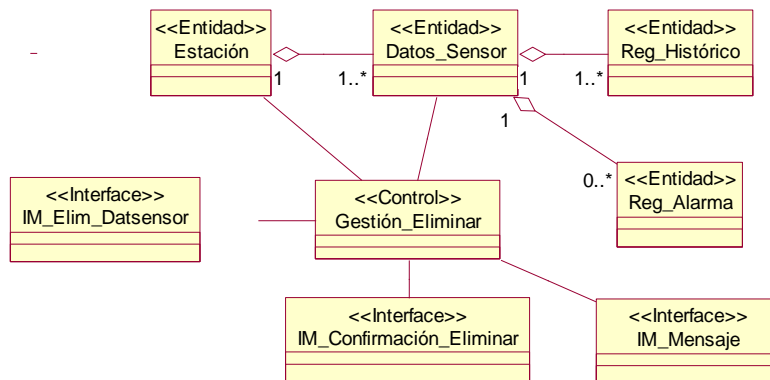 <<Entidad>>
Estación
<<Entidad>>
Datos_Sensor
<<Entidad>>
Reg_Histórico
1
1..*
1
1..*
1
0..*
<<Entidad>>
Reg_Alarma
<<Interface>>
IM_Elim_Datsensor
<<Control>>
Gestión_Eliminar
<<Interface>>
IM_Confirmación_Eliminar
<<Interface>>
IM_Mensaje